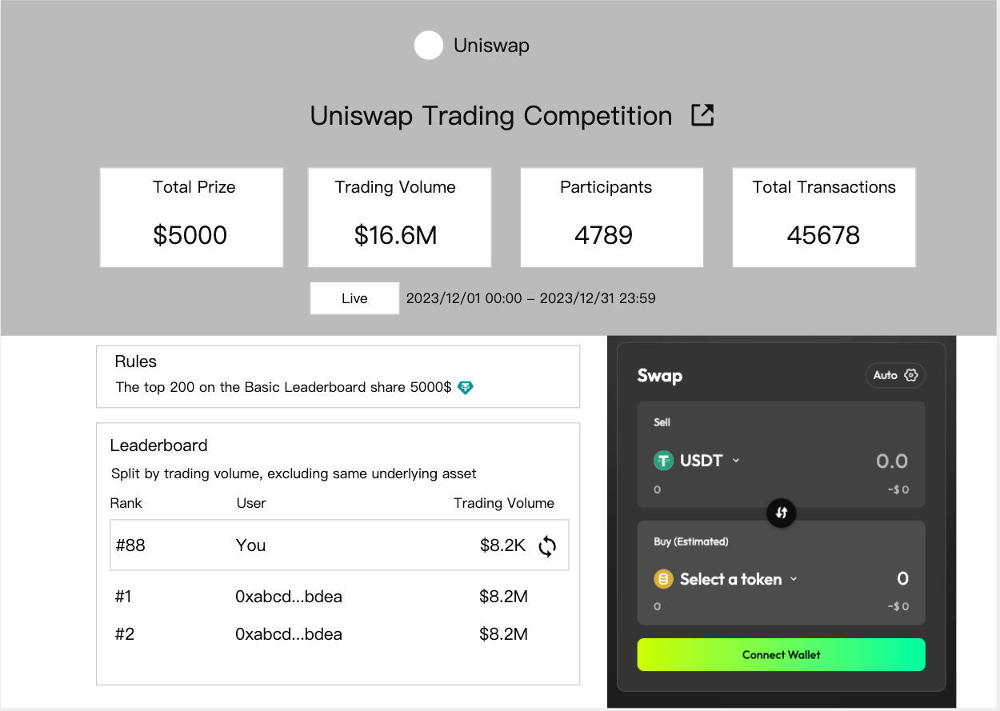 Uniswap
Uniswap Trading Competition
Total Prize
$5000
Trading Volume
$16.6M
Participants
4789
Total Transactions
45678
Live 2023/12/01 00:00 – 2023/12/31 23:59
Rules
The top 200 on the Basic Leaderboard share 5000$
Leaderboard
Split by trading volume, excluding same underlying asset
Rank User Trading Volume
#88 You $8.2K
#1 0xabcd...bdea $8.2M
#2 0xabcd...bdea $8.2M
Swap Auto
Sell
USDT 0.0
0 ~$ 0
Buy (Estimated)
Select a token 0
0 ~$ 0
Connect Wallet